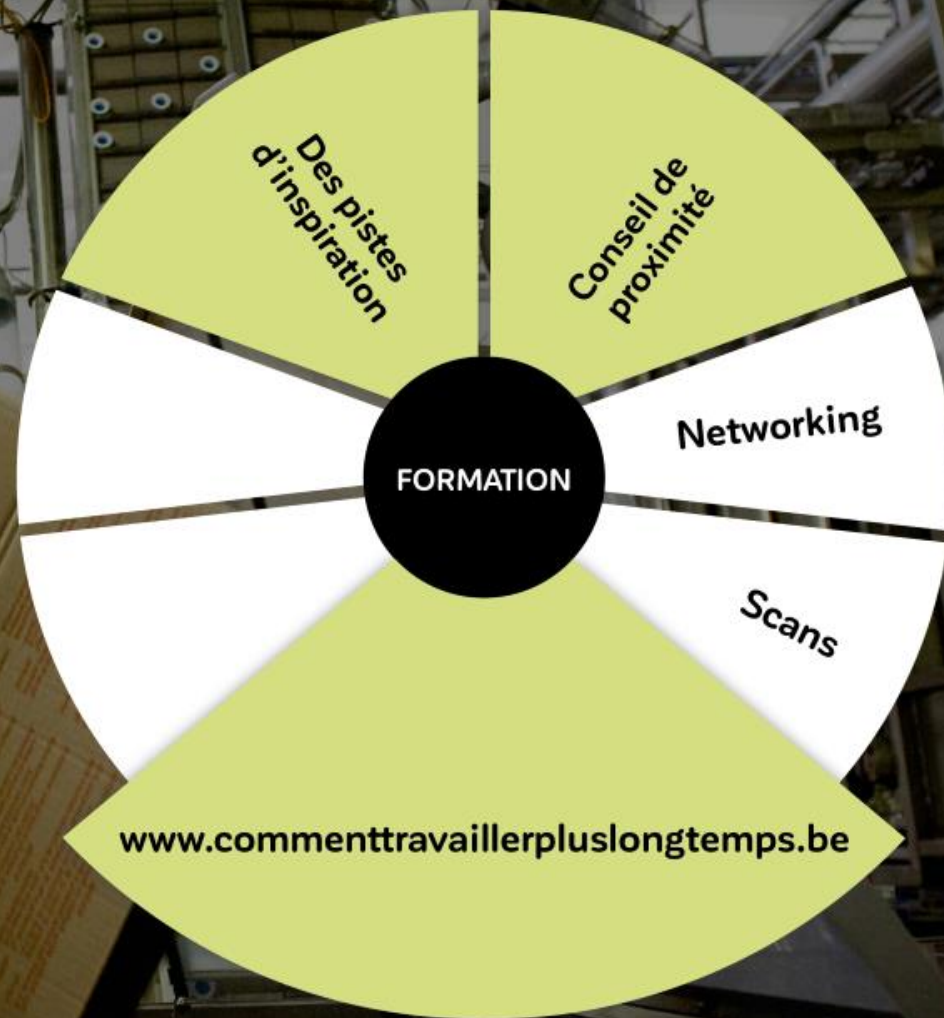 Des pistes
d'inspiration
Conseil de
proximité
Networking
FORMATION
Scans
www.commenttravaillerpluslongtemps.be